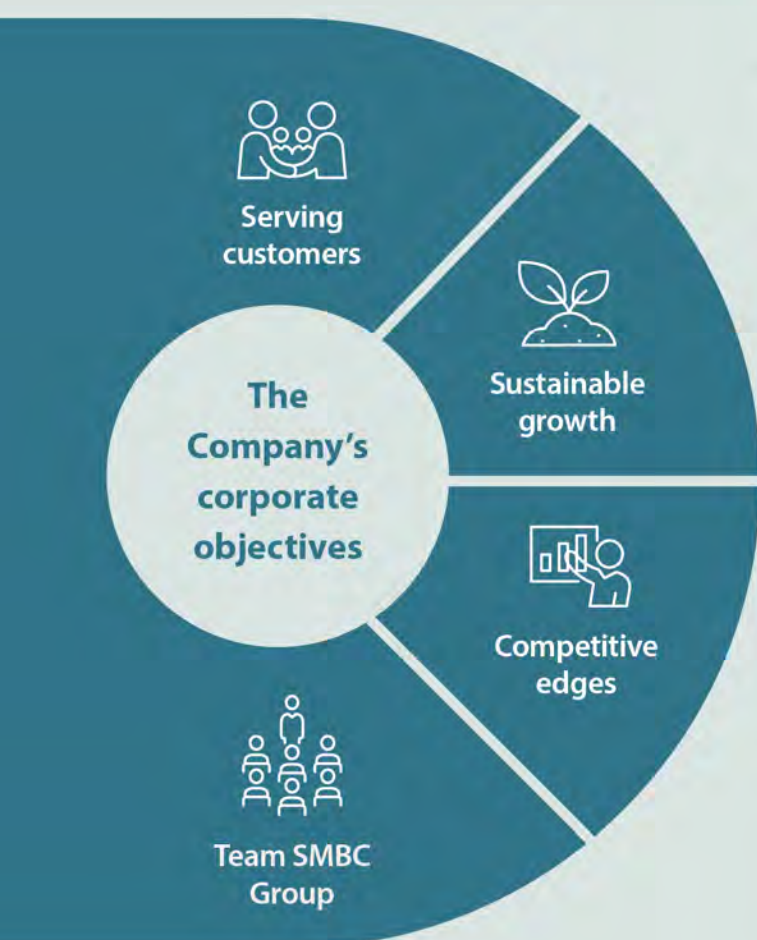 Serving
customers
Sustainable
growth
The
Company's
corporate
objectives
Competitive
edges
Team SMBC
Group